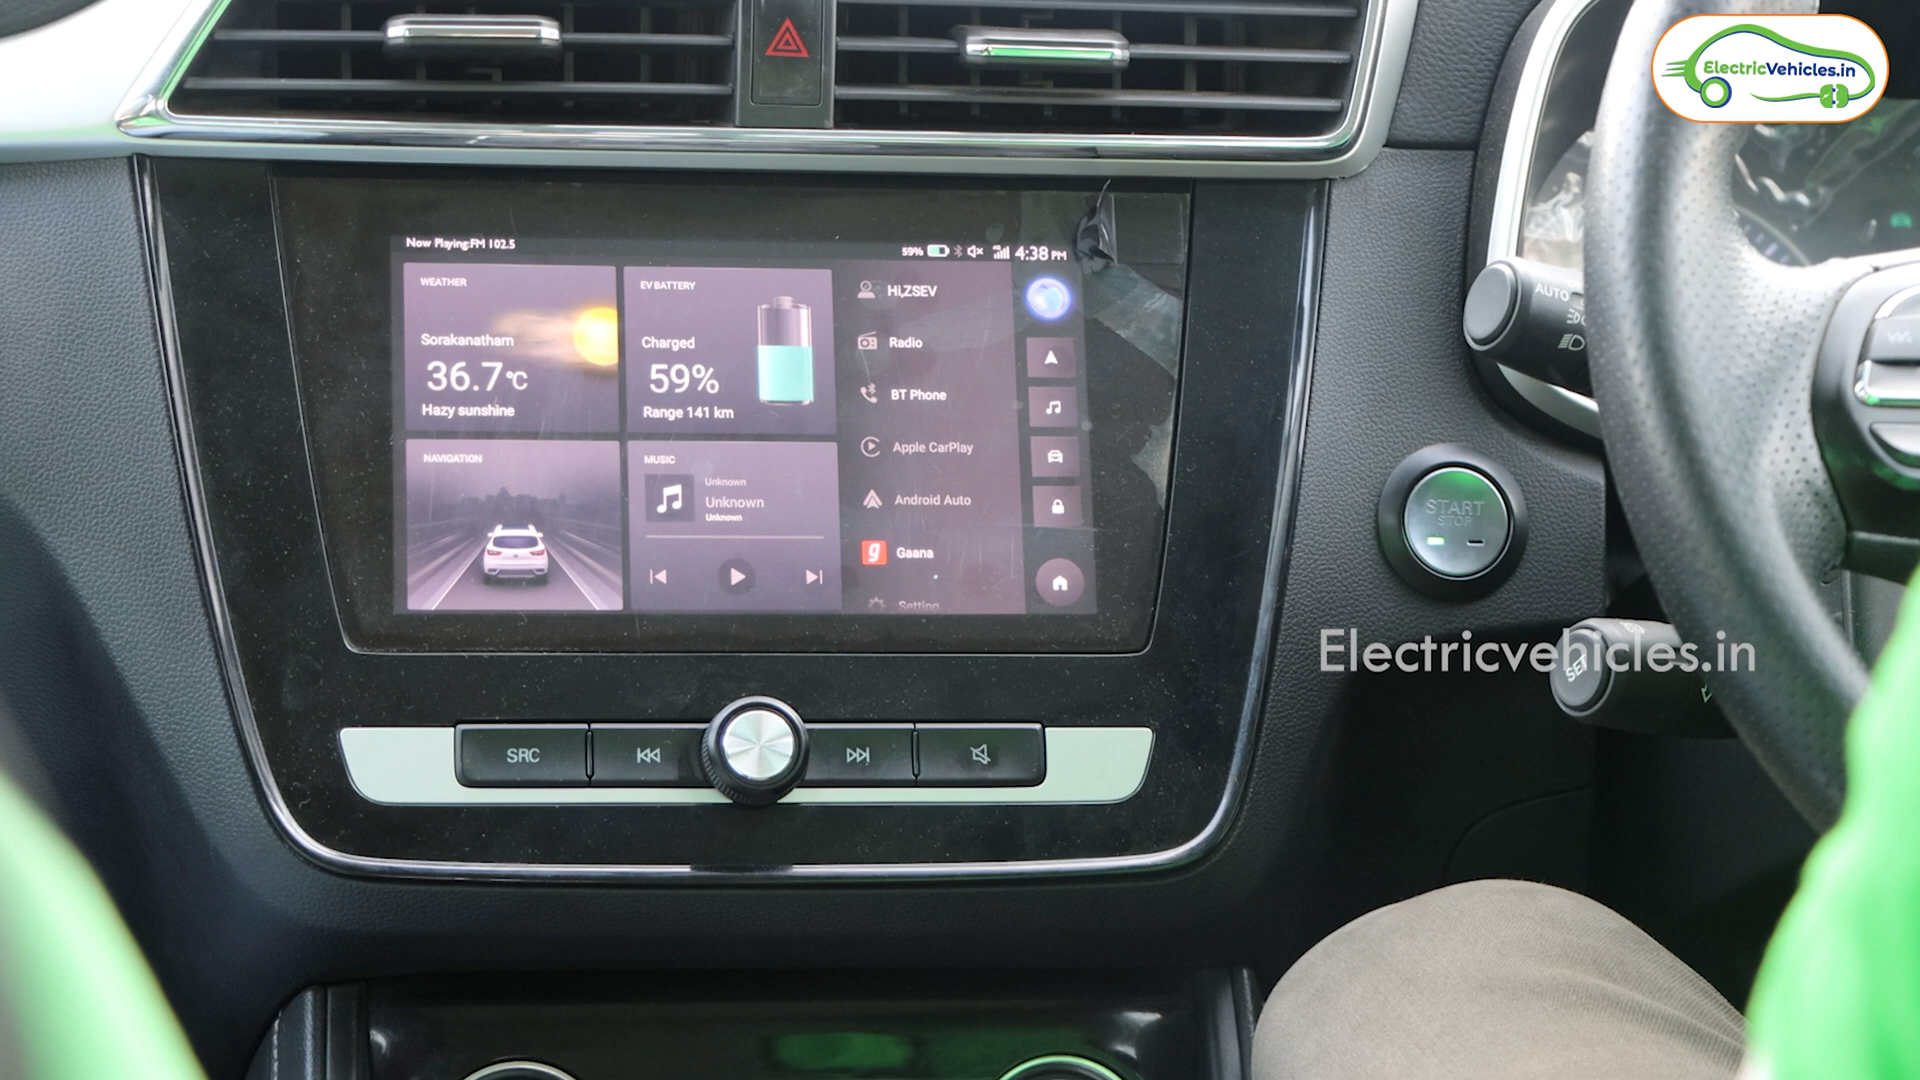 ElectricVehicles.in
Now Playing:FM 102.5
59%
4G
4:38 PM
WEATHER
Sorakanatham
36.7°C
Hazy sunshine
EV BATTERY
Charged
59%
Range 141 km
NAVIGATION
MUSIC
Unknown
Unknown
Unknown
Hi,ZSEV
Radio
BT Phone
Apple CarPlay
Android Auto
g Gaana
Setting
AUTO
START
STOP
SET
SRC
Electricvehicles.in